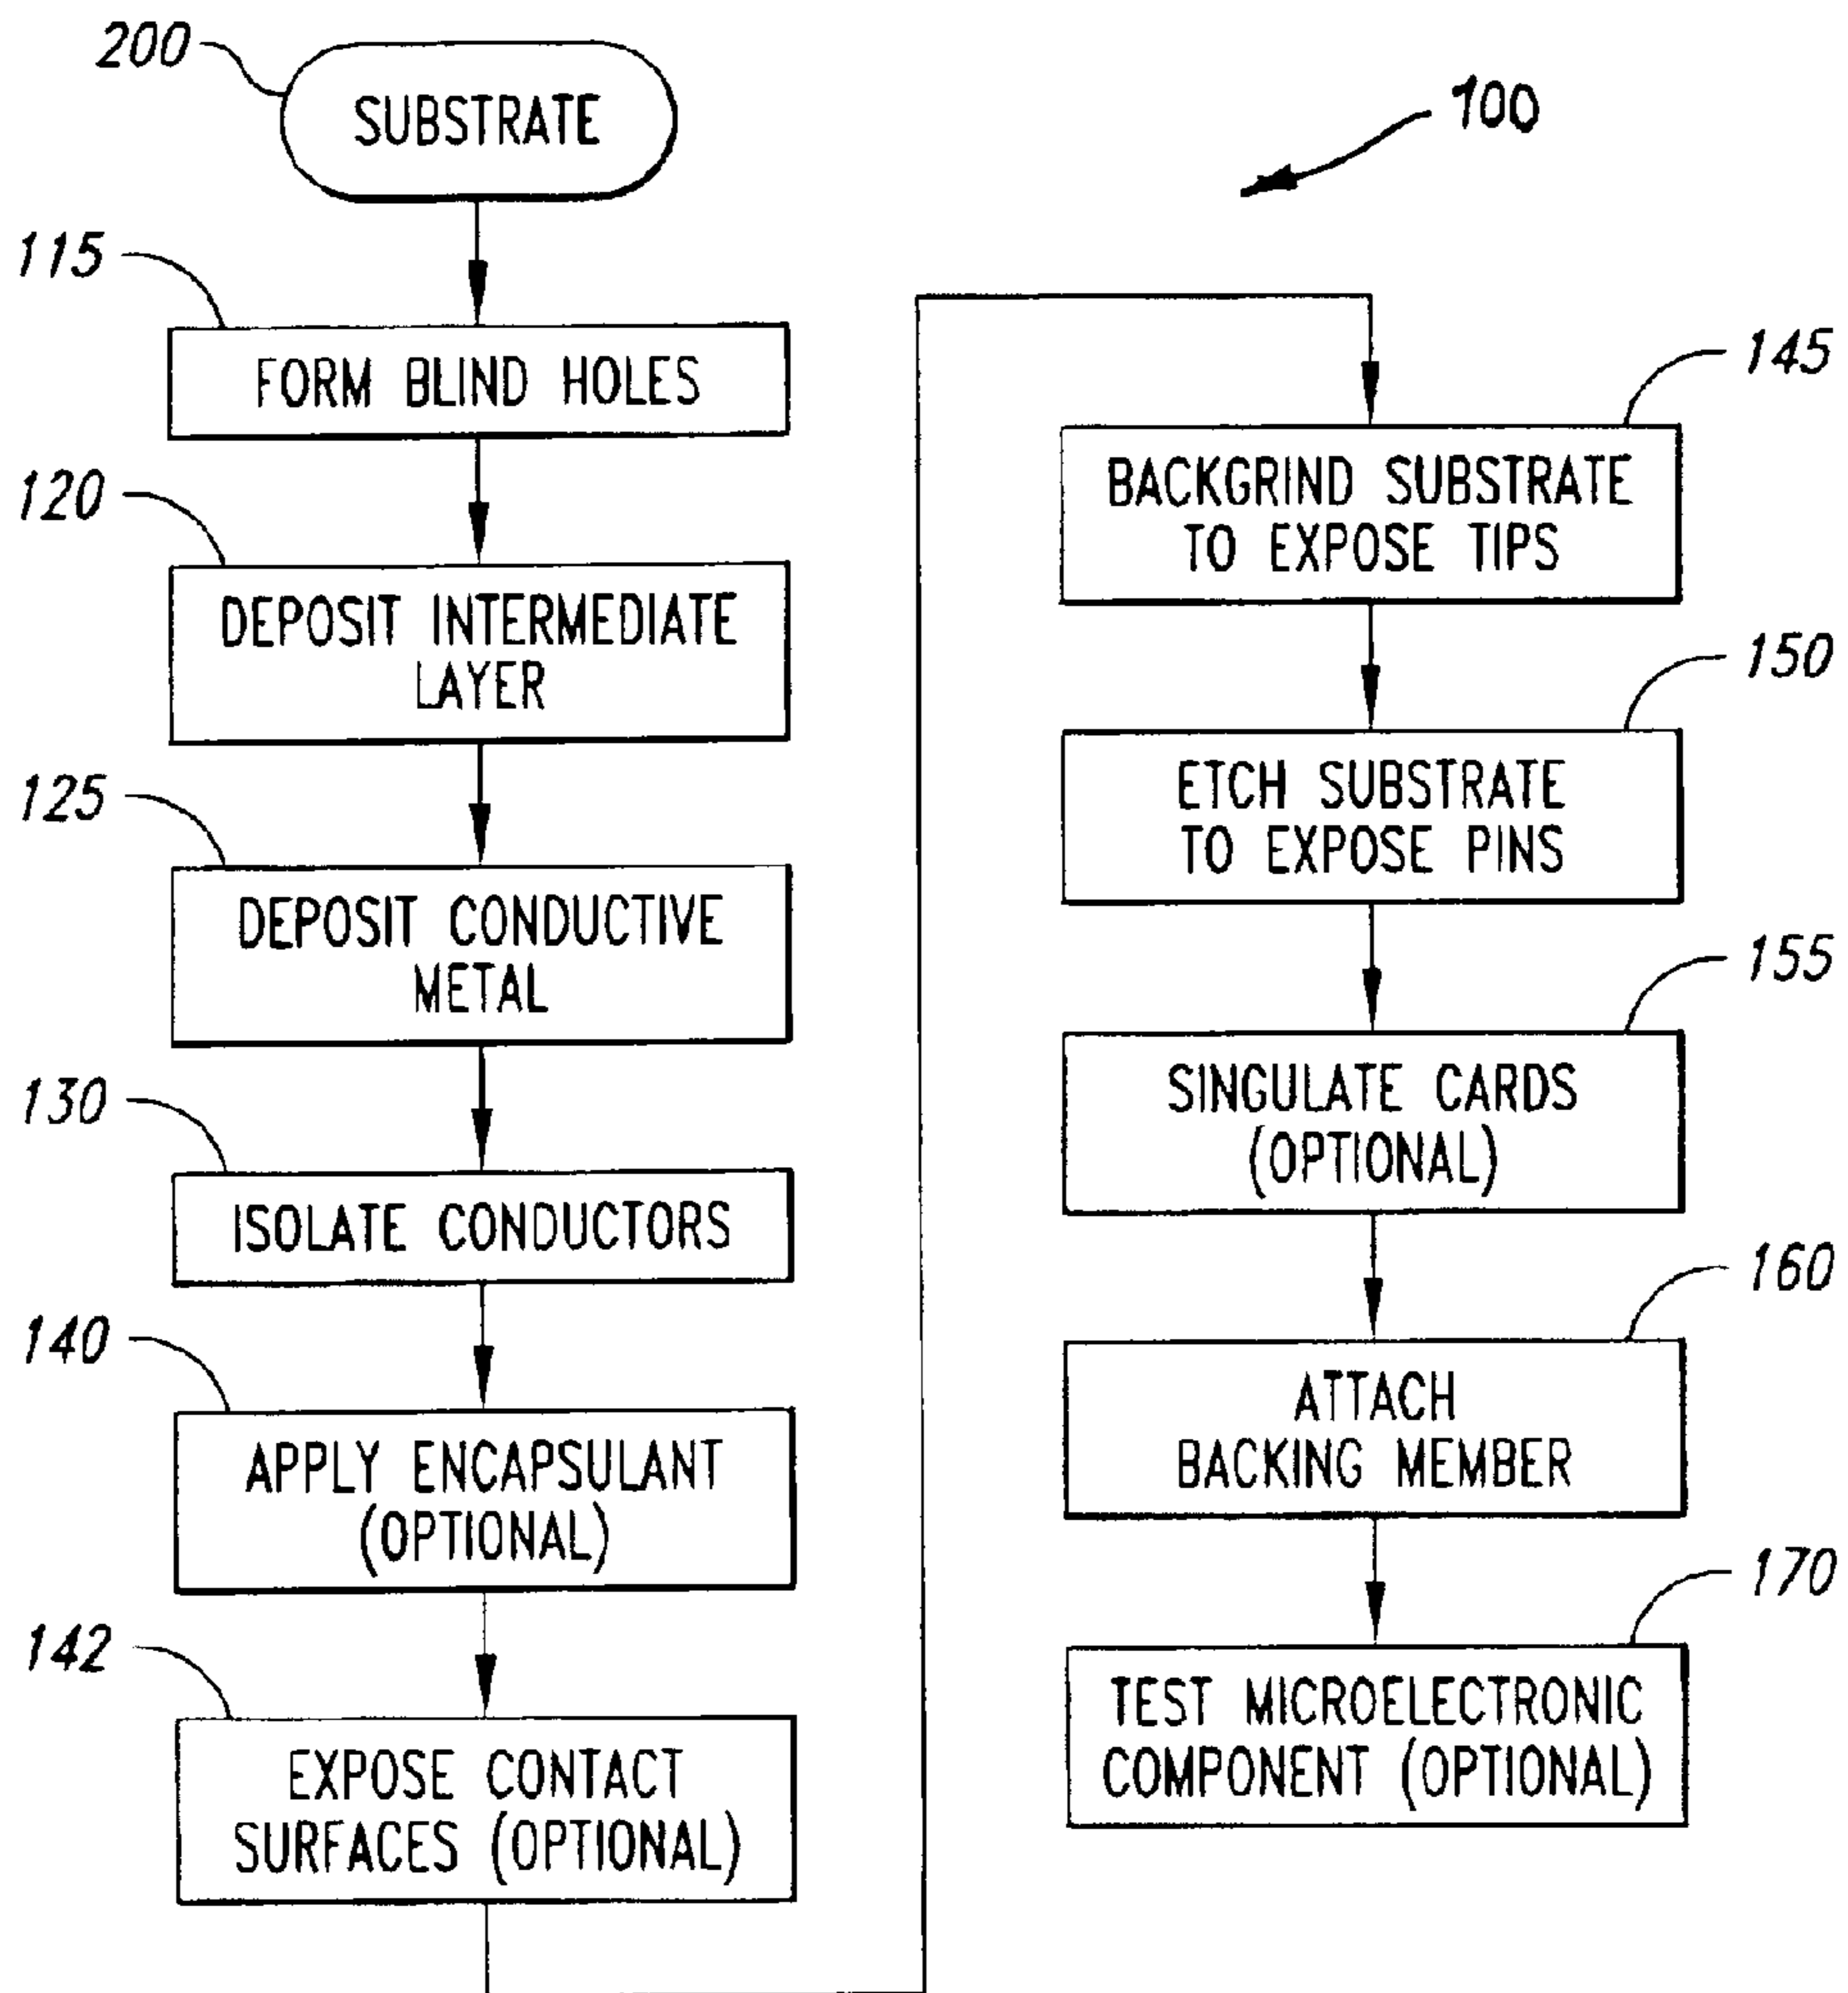 200
SUBSTRATE
100
115
FORM BLIND HOLES
120
DEPOSIT INTERMEDIATE
LAYER
125
DEPOSIT CONDUCTIVE
METAL
130
ISOLATE CONDUCTORS
140
APPLY ENCAPSULANT
(OPTIONAL)
142
EXPOSE CONTACT
SURFACES (OPTIONAL)
145
BACKGRIND SUBSTRATE
TO EXPOSE TIPS
150
ETCH SUBSTRATE
TO EXPOSE PINS
155
SINGULATE CARDS
(OPTIONAL)
160
ATTACH
BACKING MEMBER
170
TEST MICROELECTRONIC
COMPONENT (OPTIONAL)